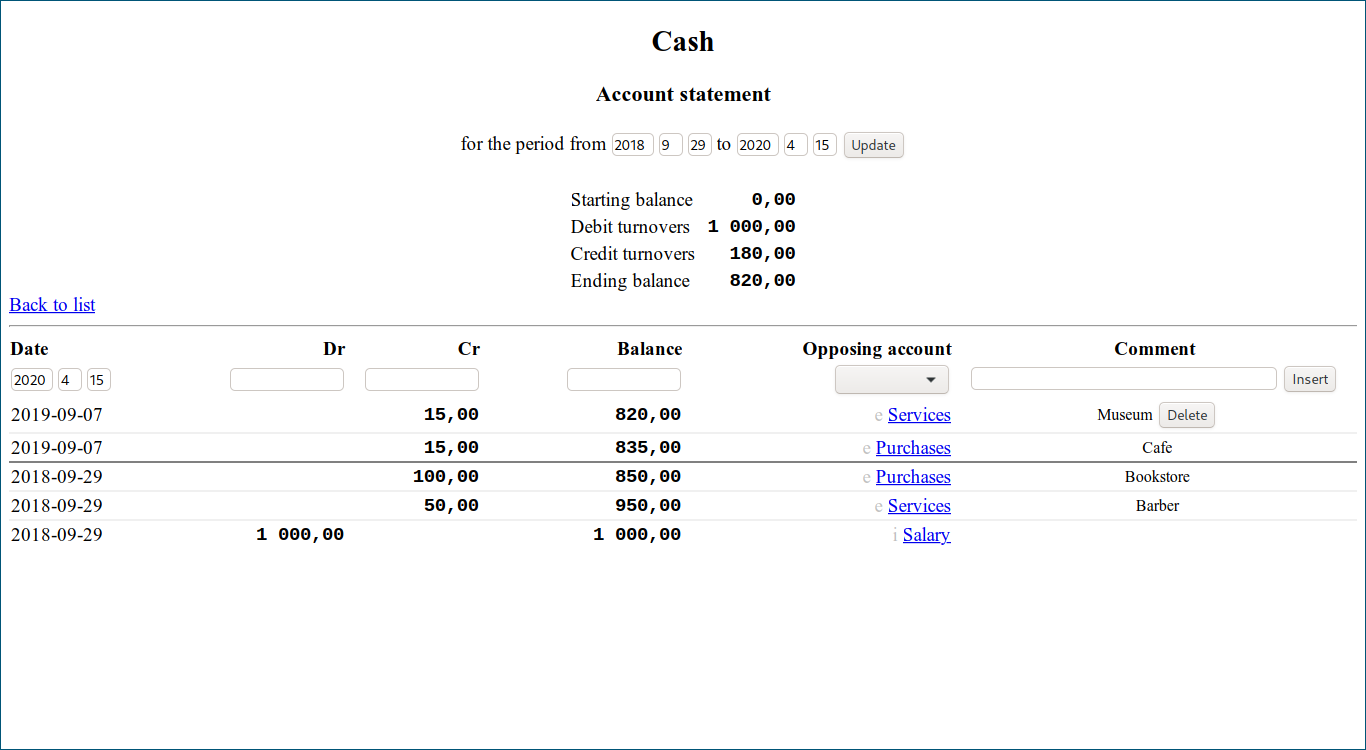 Cash
Account statement
for the period from 2018 9 29 to 2020 4 15 Update
Starting balance 0,00
Debit turnovers 1 000,00
Credit turnovers 180,00
Ending balance 820,00
Back to list
Date Dr Cr Balance Opposing account Comment
2020 4 15 Insert
2019-09-07 15,00 820,00 e Services Museum Delete
2019-09-07 15,00 835,00 e Purchases Cafe
2018-09-29 100,00 850,00 e Purchases Bookstore
2018-09-29 50,00 950,00 e Services Barber
2018-09-29 1 000,00 1 000,00 i Salary